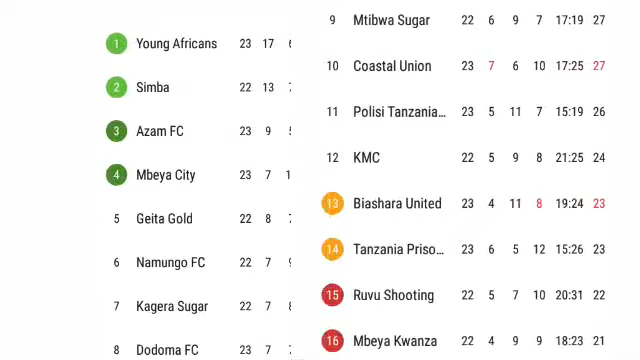 1 Young Africans 23 17
2 Simba 22 13
3 Azam FC 23 9
4 Mbeya City 23 7
5 Geita Gold 22 8
6 Namungo FC 22 7
7 Kagera Sugar 22 7
8 Dodoma FC 23 7
9 Mtibwa Sugar 22 6 9 7 17:19 27
10 Coastal Union 23 7 6 10 17:25 27
11 Polisi Tanzania... 23 5 11 7 15:19 26
12 KMC 22 5 9 8 21:25 24
13 Biashara United 23 4 11 8 19:24 23
14 Tanzania Priso... 23 6 5 12 15:26 23
15 Ruvu Shooting 22 5 7 10 20:31 22
16 Mbeya Kwanza 22 4 9 9 18:23 21